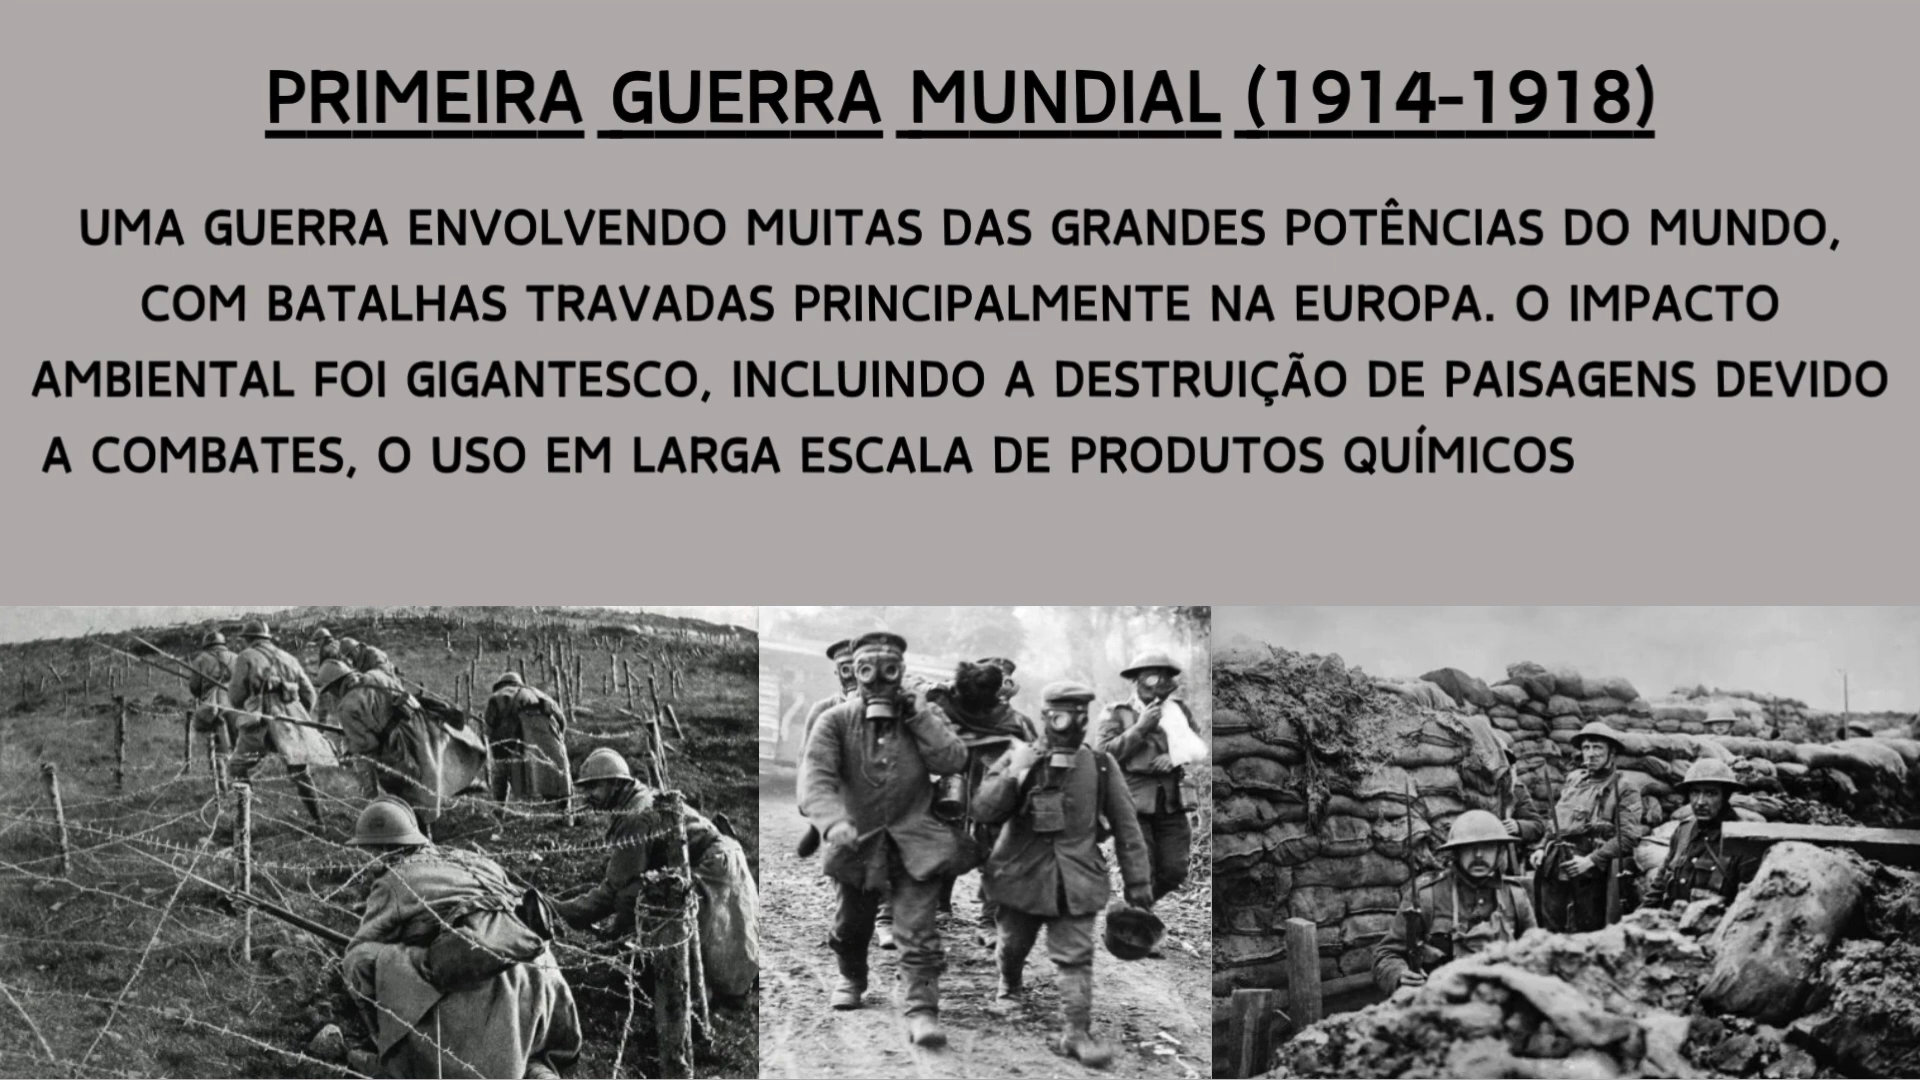 PRIMEIRA GUERRA MUNDIAL (1914-1918)
UMA GUERRA ENVOLVENDO MUITAS DAS GRANDES POTÊNCIAS DO MUNDO,
COM BATALHAS TRAVADAS PRINCIPALMENTE NA EUROPA. O IMPACTO
AMBIENTAL FOI GIGANTESCO, INCLUINDO A DESTRUIÇÃO DE PAISAGENS DEVIDO
A COMBATES, O USO EM LARGA ESCALA DE PRODUTOS QUÍMICOS